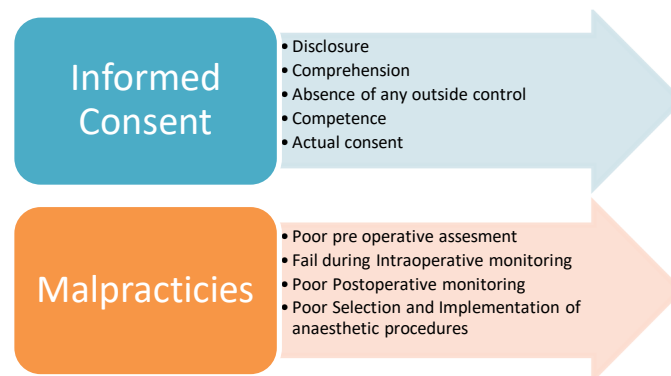 Informed
Consent
• Disclosure
• Comprehension
• Absence of any outside control
• Competence
• Actual consent
Malpracticies
• Poor pre operative assesment
• Fail during Intraoperative monitoring
• Poor Postoperative monitoring
• Poor Selection and Implementation of
anaesthetic procedures